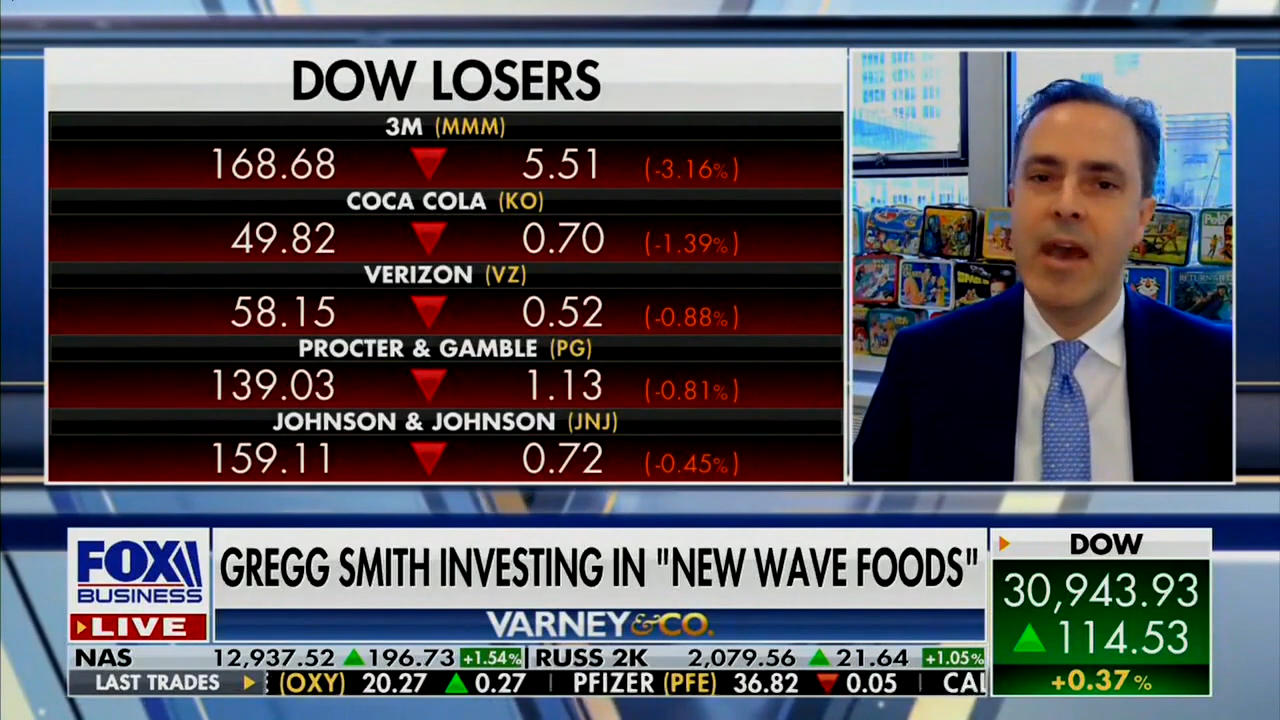 DOW LOSERS
3M (MMM)
168.68 ▼ 5.51 (-3.16%)
COCA COLA (KO)
49.82 ▼ 0.70 (-1.39%)
VERIZON (VZ)
58.15 ▼ 0.52 (-0.88%)
PROCTER & GAMBLE (PG)
139.03 ▼ 1.13 (-0.81%)
JOHNSON & JOHNSON (JNJ)
159.11 ▼ 0.72 (-0.45%)
FOX
BUSINESS
LIVE
GREGG SMITH INVESTING IN "NEW WAVE FOODS"
VARNEY & CO.
DOW
30,943.93
▲ 114.53
+0.37%
NAS 12,937.52 ▲ 196.73 +1.54% RUSS 2K 2,079.56 ▲ 21.64 +1.05%
LAST TRADES (OXY) 20.27 ▲ 0.27 | PFIZER (PFE) 36.82 ▼ 0.05 | CAL